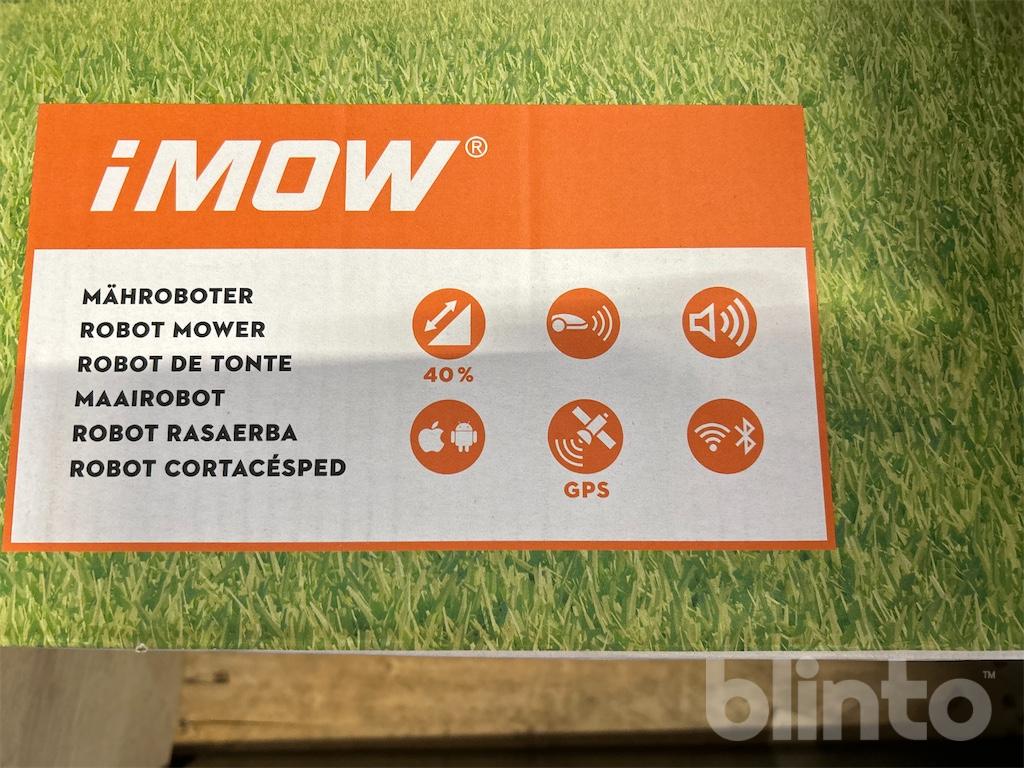 iMOW®
MÄHROBOTER
ROBOT MOWER
ROBOT DE TONTE
MAAIROBOT
ROBOT RASAERBA
ROBOT CORTACÉSPED
40 %
GPS
blinto™